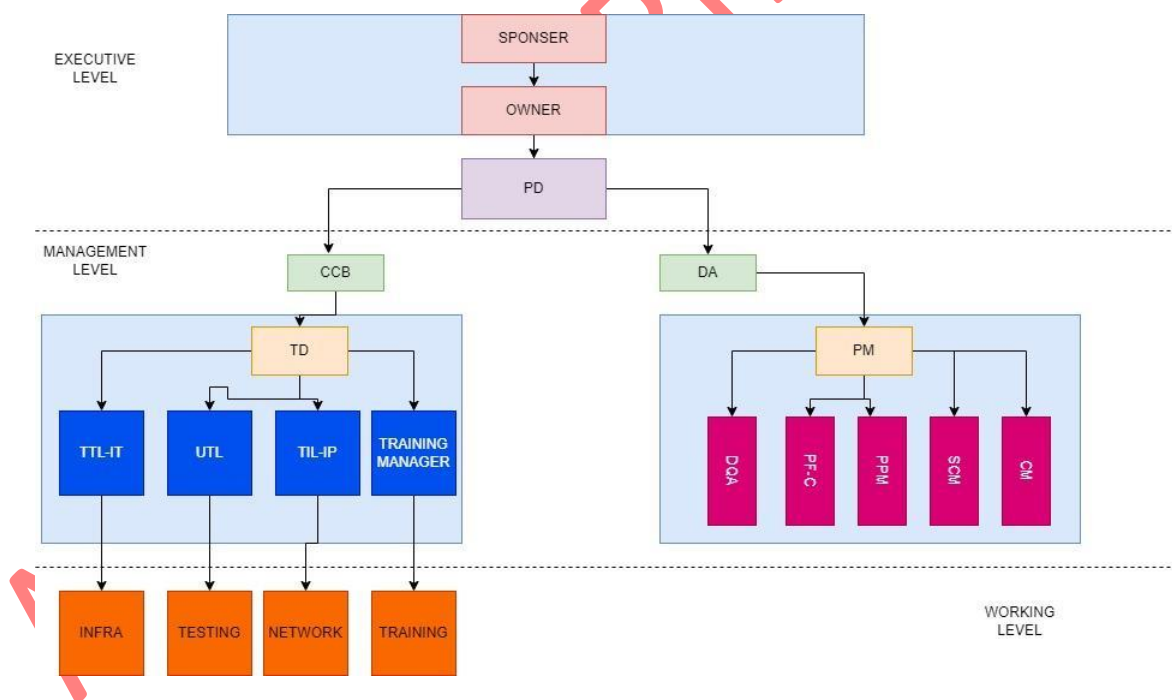 SPONSER
EXECUTIVE
LEVEL
OWNER
PD
MANAGEMENT
LEVEL
CCB
DA
TD
PM
TTL-IT
UTL
TIL-IP
TRAINING
MANAGER
DQA
PF-C
PPM
SCM
CM
INFRA
TESTING
NETWORK
TRAINING
WORKING
LEVEL